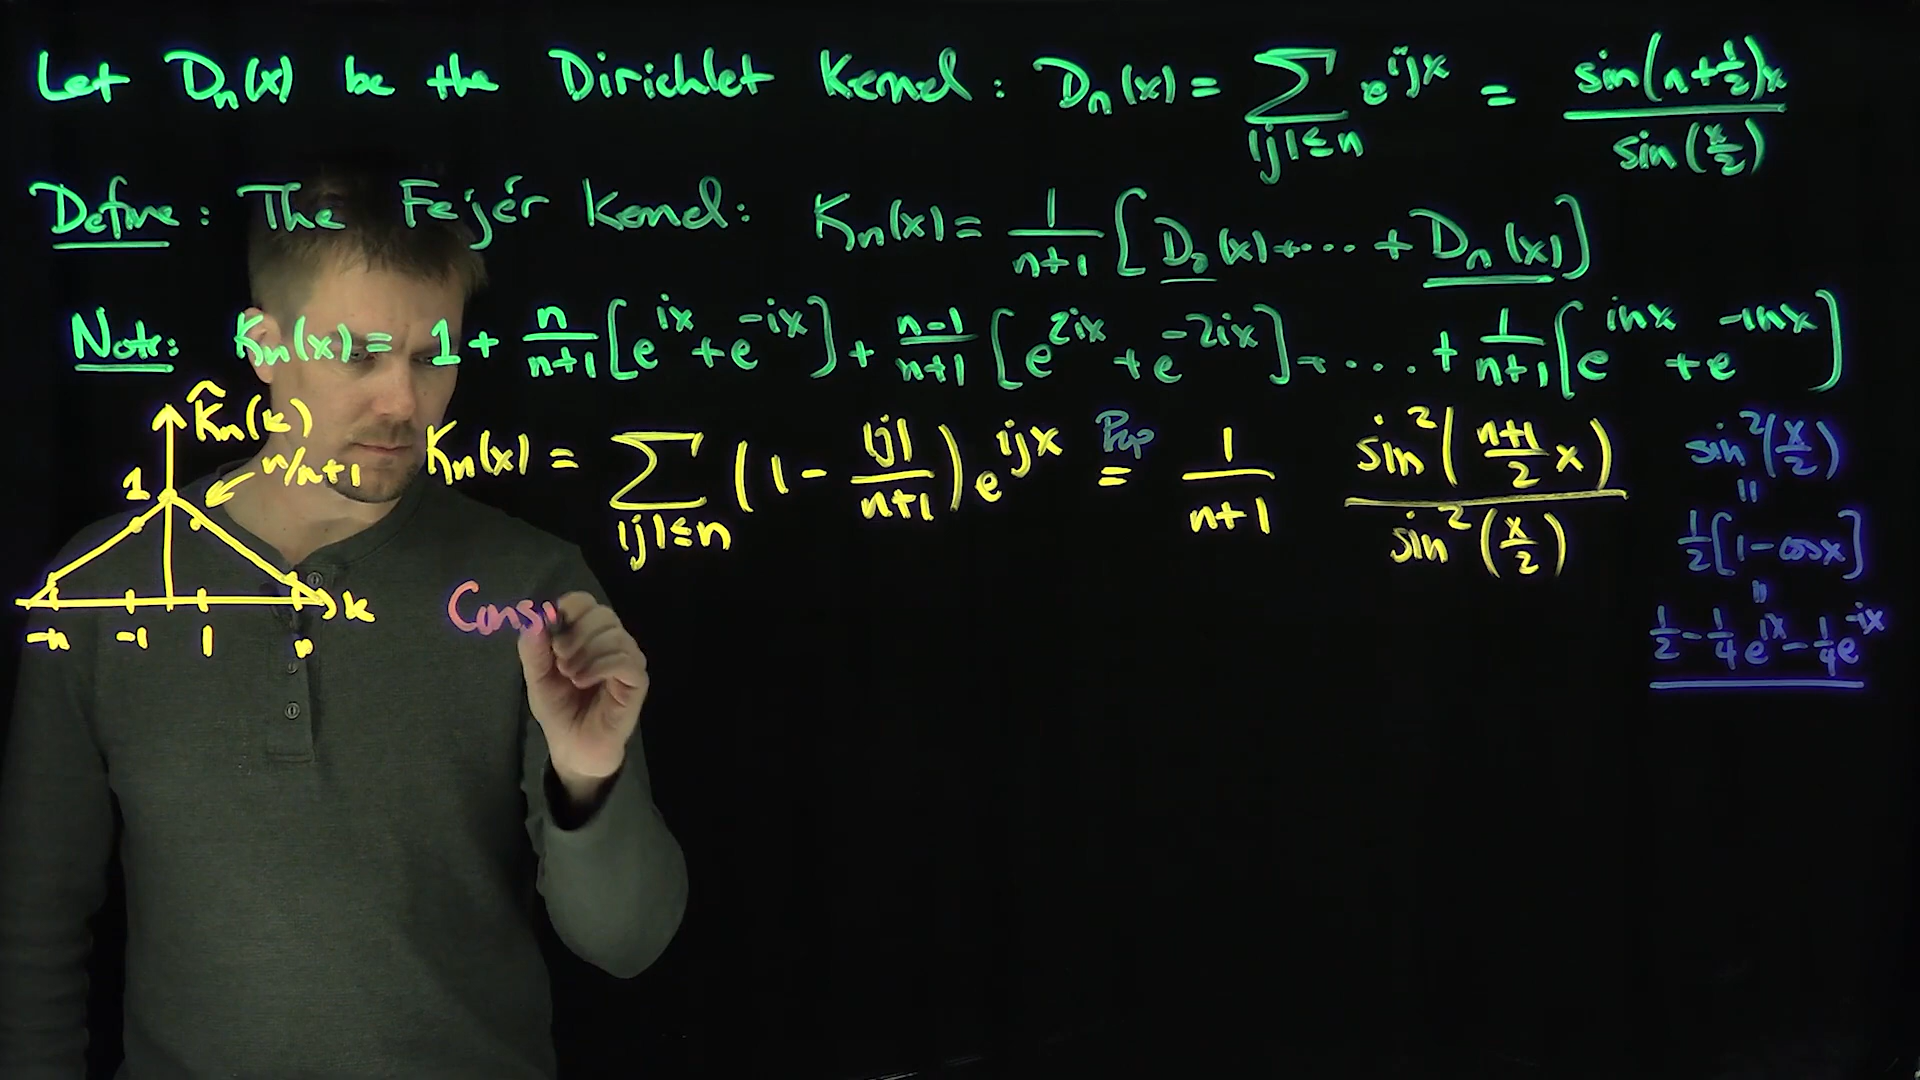 Let Dₙ(x) be the Dirichlet Kernel: Dₙ(x) = ∑_{|j|≤n} e^{ijx} = sin(n+½)x / sin(x/2)
Define: The Fejér Kernel: Kₙ(x) = 1/(n+1) [D₀(x)+⋯+Dₙ(x)]
Note: Kₙ(x) = 1 + n/(n+1) [e^{ix} + e^{-ix}] + (n-1)/(n+1) [e^{2ix} + e^{-2ix}] + ⋯ + 1/(n+1) [e^{inx} + e^{-inx}]
K̂ₙ(k)
n/n+1
1
-n -1 1 n k
Kₙ(x) = ∑_{|j|≤n} (1 - |j|/(n+1)) e^{ijx} = 1/(n+1) sin²((n+1)/2 x) / sin²(x/2)
Prop
sin²(x/2)
=
½[1-cosx]
=
½ - ¼e^{ix} - ¼e^{-ix}
Consi